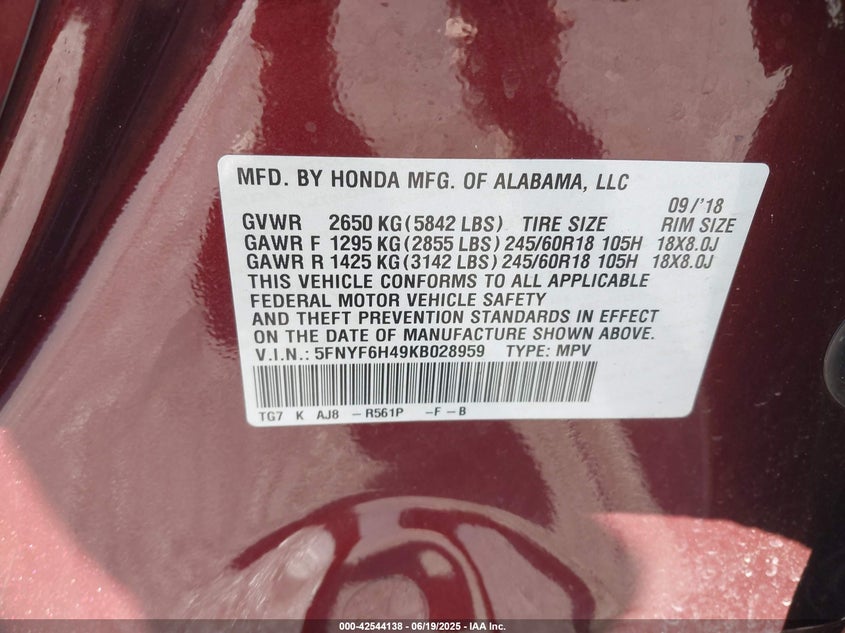 MFD. BY HONDA MFG. OF ALABAMA, LLC
09/'18
GVWR 2650 KG(5842 LBS) TIRE SIZE RIM SIZE
GAWR F 1295 KG(2855 LBS)245/60R18 105H 18X8.0J
GAWR R 1425 KG(3142 LBS)245/60R18 105H 18X8.0J
THIS VEHICLE CONFORMS TO ALL APPLICABLE
FEDERAL MOTOR VEHICLE SAFETY
AND THEFT PREVENTION STANDARDS IN EFFECT
ON THE DATE OF MANUFACTURE SHOWN ABOVE.
V.I.N.: 5FNYF6H49KB028959 TYPE: MPV
TG7 K AJ8 -R561P -F-B
000-42544138 - 06/19/2025 - IAA Inc.